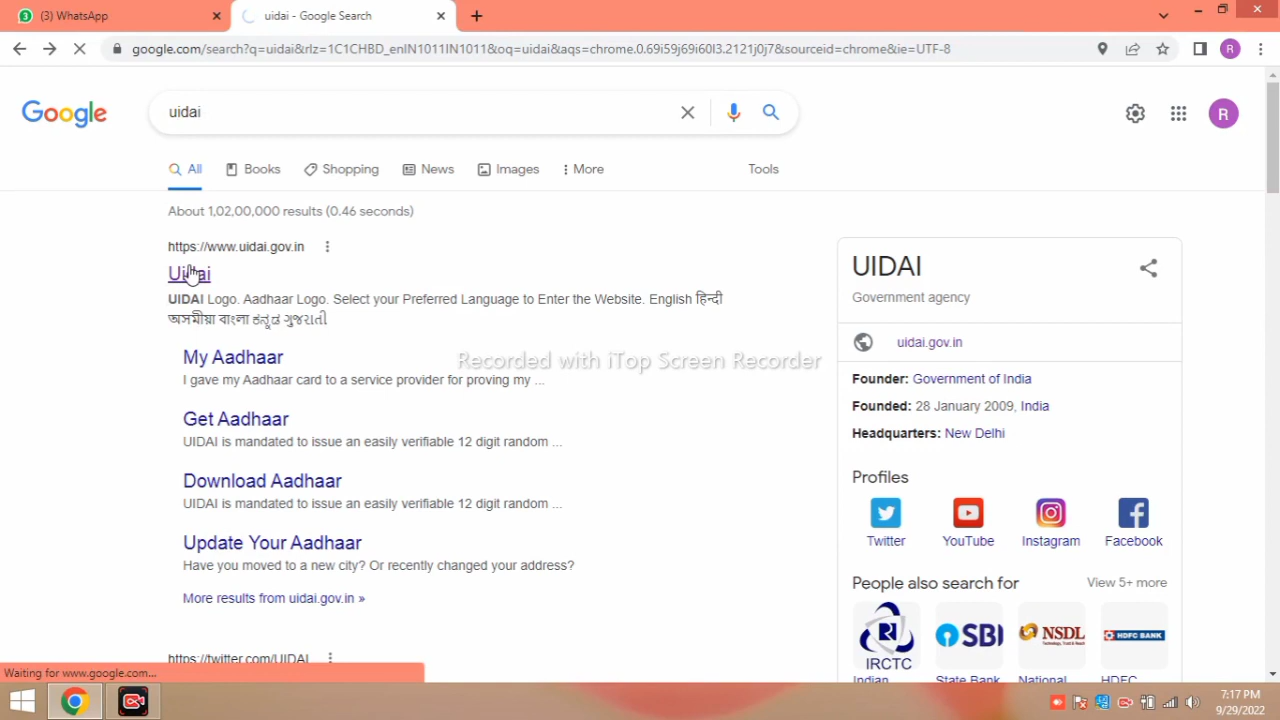 (3) WhatsApp
uidai - Google Search
google.com/search?q=uidai&rlz=1C1CHBD_enIN1011IN1011&oq=uidai&aqs=chrome.0.69i59j69i60l3.2121j0j7&sourceid=chrome&ie=UTF-8
R
Google
uidai
R
All
Books
Shopping
News
Images
More
Tools
About 1,02,00,000 results (0.46 seconds)
https://www.uidai.gov.in
Uidai
UIDAI Logo. Aadhaar Logo. Select your Preferred Language to Enter the Website. English हिन्दी
অসমীয়া বাংলা ಕನ್ನಡ ગુજરાતી
My Aadhaar
I gave my Aadhaar card to a service provider for proving my ...
Get Aadhaar
UIDAI is mandated to issue an easily verifiable 12 digit random ...
Download Aadhaar
UIDAI is mandated to issue an easily verifiable 12 digit random ...
Update Your Aadhaar
Have you moved to a new city? Or recently changed your address?
More results from uidai.gov.in »
https://twitter.com/UIDAI
Recorded with iTop Screen Recorder
UIDAI
Government agency
uidai.gov.in
Founder: Government of India
Founded: 28 January 2009, India
Headquarters: New Delhi
Profiles
Twitter
YouTube
Instagram
Facebook
People also search for
View 5+ more
IRCTC
SBI
NSDL
HDFC BANK
Indian
State Bank
National
HDFC
Waiting for www.google.com...
7:17 PM
9/29/2022